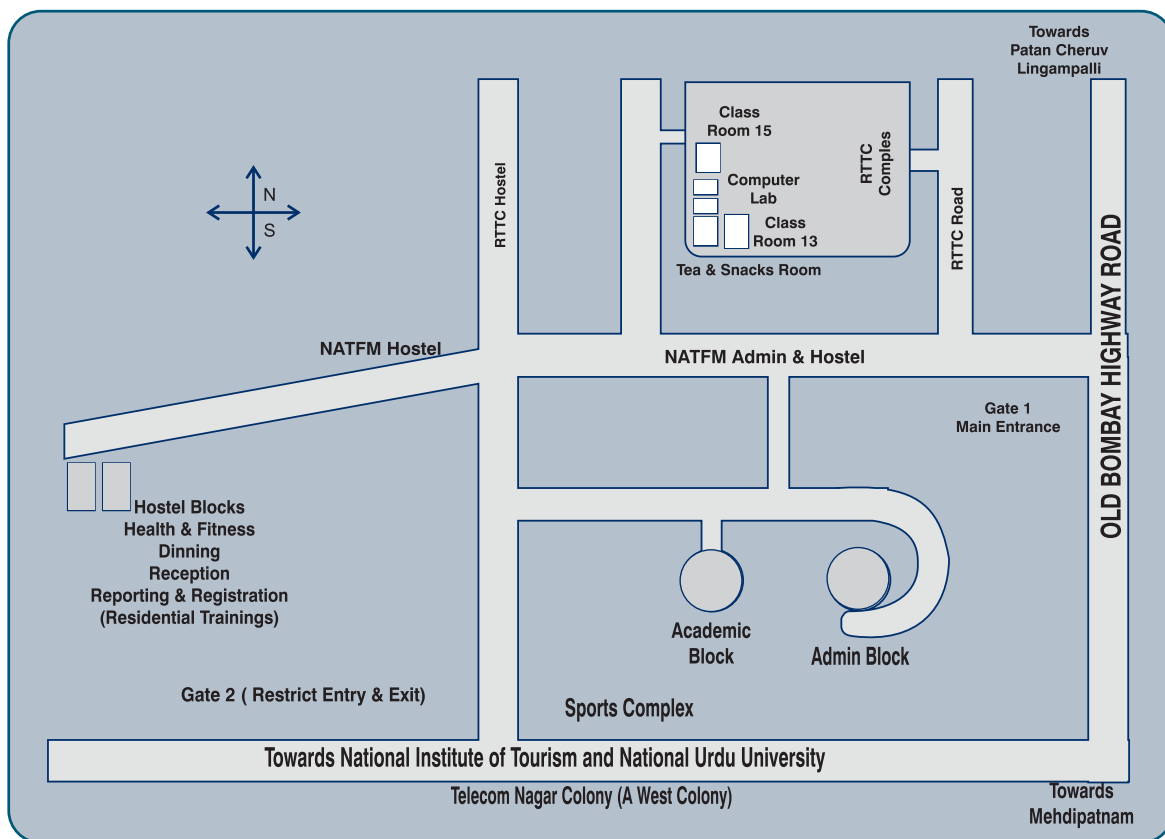 Towards
Patan Cheruv
Lingampalli
Class
Room 15
RTTC
Comples
Computer
Lab
Class
Room 13
Tea & Snacks Room
N
S
RTTC Hostel
RTTC Road
OLD BOMBAY HIGHWAY ROAD
NATFM Hostel
NATFM Admin & Hostel
Gate 1
Main Entrance
Hostel Blocks
Health & Fitness
Dinning
Reception
Reporting & Registration
(Residential Trainings)
Academic
Block
Admin Block
Gate 2 ( Restrict Entry & Exit)
Sports Complex
Towards National Institute of Tourism and National Urdu University
Telecom Nagar Colony (A West Colony)
Towards
Mehdipatnam